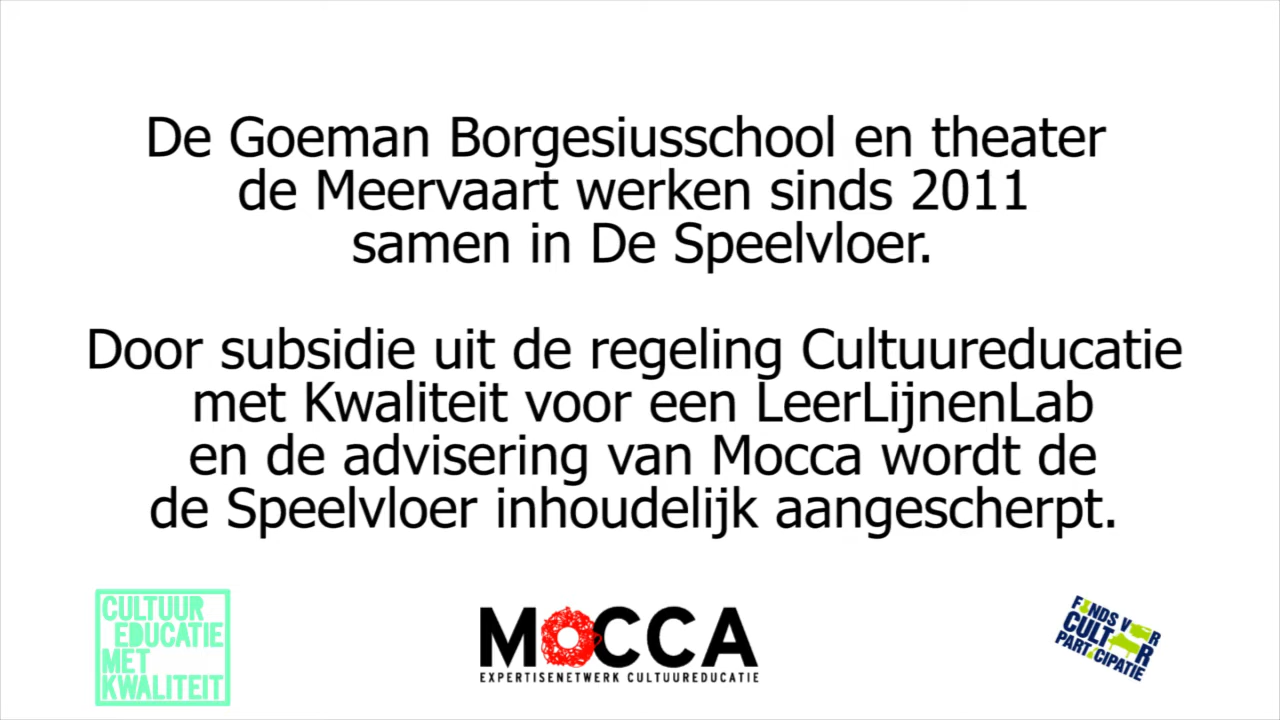 De Goeman Borgesiusschool en theater
de Meervaart werken sinds 2011
samen in De Speelvloer.
Door subsidie uit de regeling Cultuureducatie
met Kwaliteit voor een LeerLijnenLab
en de advisering van Mocca wordt de
de Speelvloer inhoudelijk aangescherpt.
CULTUUR
EDUCATIE
MET
KWALITEIT
MOCCA
EXPERTISENETWERK CULTUUREDUCATIE
FONDS VOOR
CULTUUR
PARTICIPATIE